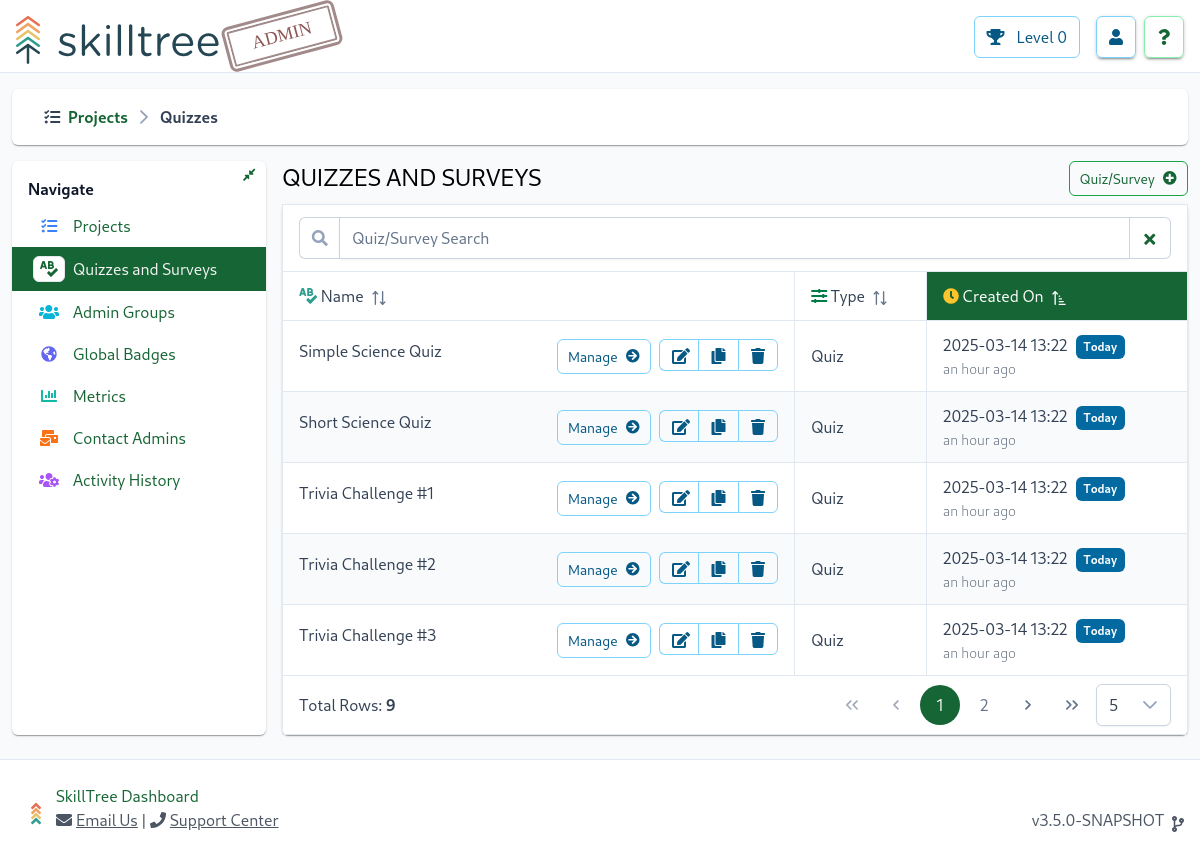 skilltree ADMIN
Level 0
?
Projects > Quizzes
Navigate
Projects
AB Quizzes and Surveys
Admin Groups
Global Badges
Metrics
Contact Admins
Activity History
QUIZZES AND SURVEYS
Quiz/Survey
Quiz/Survey Search
AB Name Type Created On
Simple Science Quiz Manage Quiz 2025-03-14 13:22 Today
an hour ago
Short Science Quiz Manage Quiz 2025-03-14 13:22 Today
an hour ago
Trivia Challenge #1 Manage Quiz 2025-03-14 13:22 Today
an hour ago
Trivia Challenge #2 Manage Quiz 2025-03-14 13:22 Today
an hour ago
Trivia Challenge #3 Manage Quiz 2025-03-14 13:22 Today
an hour ago
Total Rows: 9 « ‹ 1 2 › » 5
SkillTree Dashboard
Email Us | Support Center
v3.5.0-SNAPSHOT